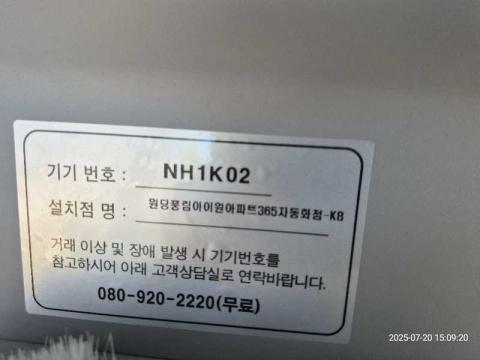 기기 번호 : NH1K02
설치점 명 : 원당풍림아이원아파트365자동화점-KB
거래 이상 및 장애 발생 시 기기번호를
참고하시어 아래 고객상담실로 연락바랍니다.
080-920-2220(무료)
2025-07-20 15:09:20